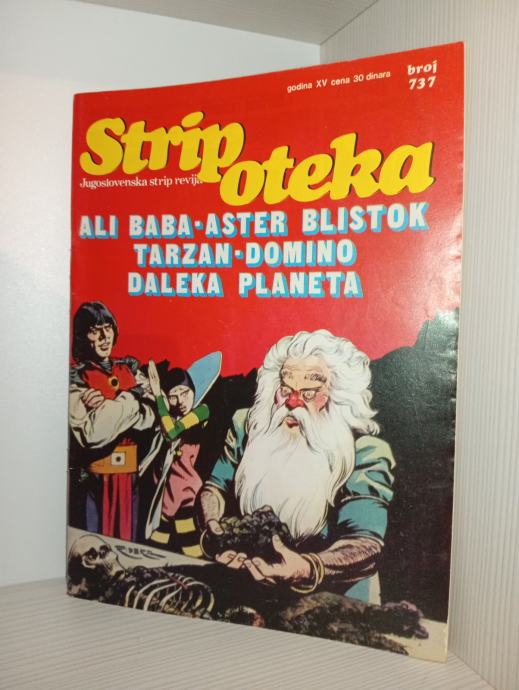 godina XV cena 30 dinara
broj
737
Strip
oteka
Jugoslovenska strip revija
ALI BABA•ASTER BLISTOK
TARZAN•DOMINO
DALEKA PLANETA